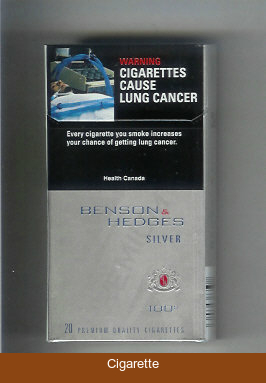 WARNING
CIGARETTES
CAUSE
LUNG CANCER
Every cigarette you smoke increases
your chance of getting lung cancer.
Health Canada
BENSON &
HEDGES
SILVER
100s
20 PREMIUM QUALITY CIGARETTES
Cigarette